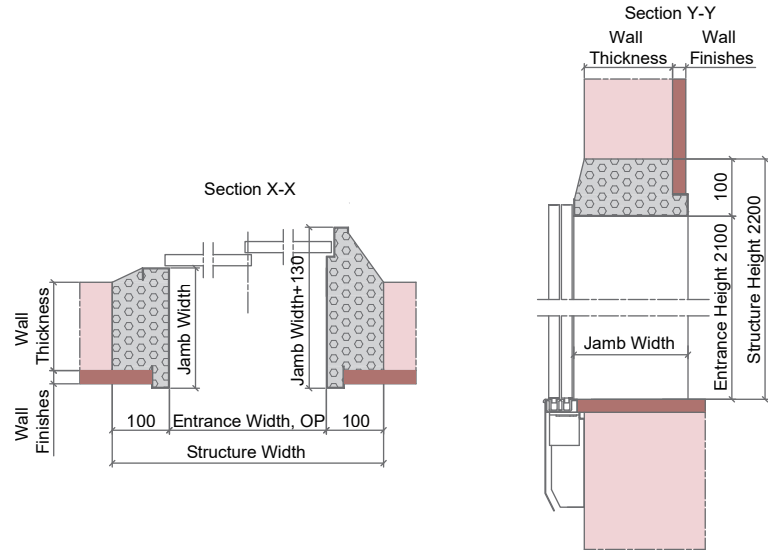 Section Y-Y
Wall
Thickness
Wall
Finishes
100
Entrance Height 2100
Structure Height 2200
Jamb Width
Section X-X
Wall
Thickness
Wall
Finishes
Jamb Width
Jamb Width+130
100
Entrance Width, OP
100
Structure Width